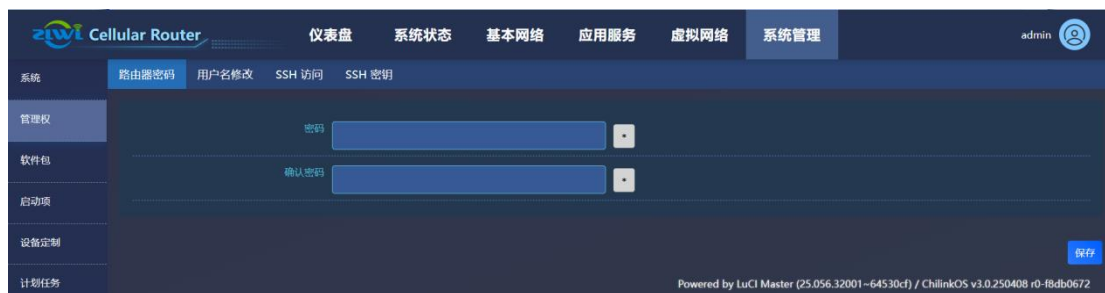 ziwi Cellular Router 仪表盘 系统状态 基本网络 应用服务 虚拟网络 系统管理 admin
系统 路由器密码 用户名修改 SSH 访问 SSH 密钥
管理权
密码
软件包
确认密码
启动项
设备定制
保存
计划任务
Powered by LuCI Master (25.056.32001~64530cf) / ChilinkOS v3.0.250408 r0-f8db0672